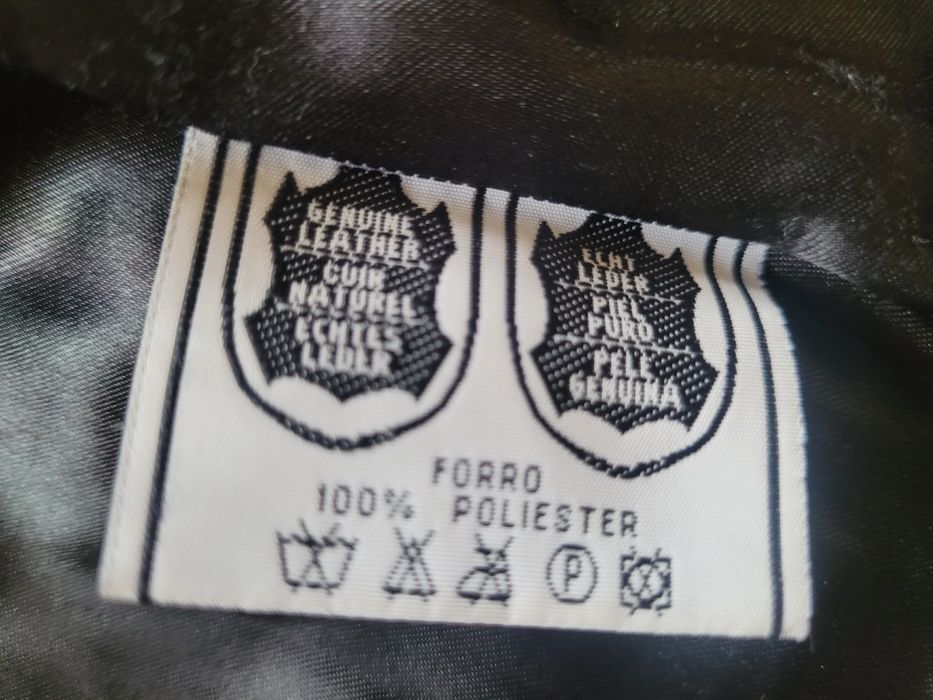 GENUINE
LEATHER
CUIR
NATUREL
ECHTES
LEDER
ECHT
LEDER
PIEL
PURO
PELE
GENUINA
FORRO
100% POLIESTER
P